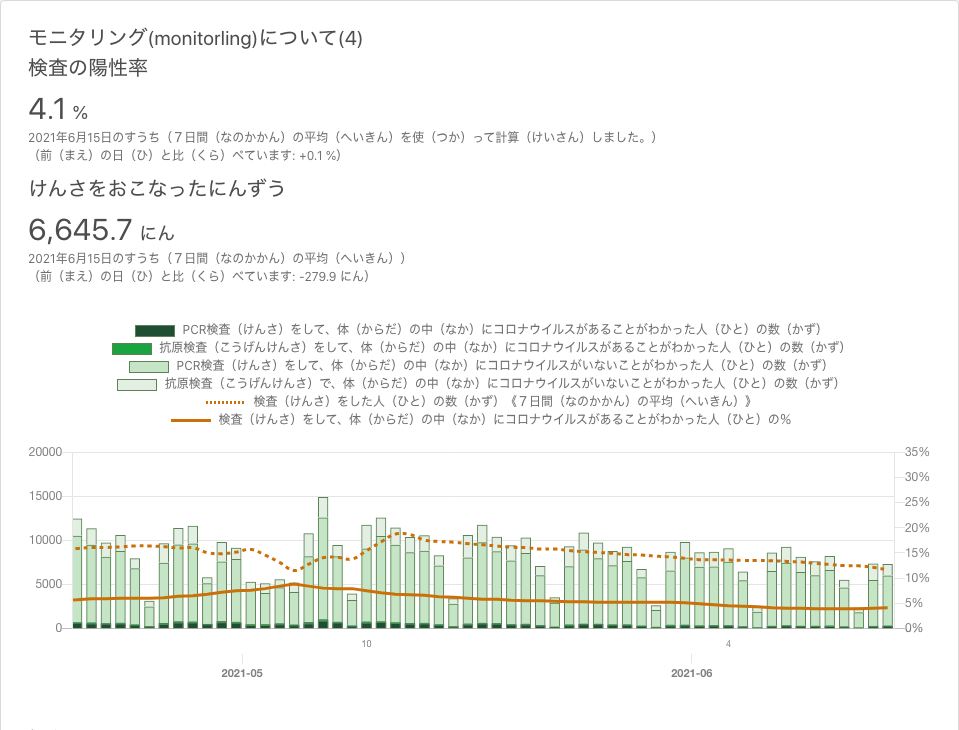 モニタリング(monitorling)について(4)
検査の陽性率
4.1 %
2021年6月15日のすうち（７日間（なのかかん）の平均（へいきん）を使（つか）って計算（けいさん）しました。）
（前（まえ）の日（ひ）と比（くら）べています: +0.1 %）
けんさをおこなったにんずう
6,645.7 にん
2021年6月15日のすうち（７日間（なのかかん）の平均（へいきん））
（前（まえ）の日（ひ）と比（くら）べています: -279.9 にん）
PCR検査（けんさ）をして、体（からだ）の中（なか）にコロナウイルスがあることがわかった人（ひと）の数（かず）
抗原検査（こうげんけんさ）をして、体（からだ）の中（なか）にコロナウイルスがあることがわかった人（ひと）の数（かず）
PCR検査（けんさ）をして、体（からだ）の中（なか）にコロナウイルスがいないことがわかった人（ひと）の数（かず）
抗原検査（こうげんけんさ）で、体（からだ）の中（なか）にコロナウイルスがいないことがわかった人（ひと）の数（かず）
検査（けんさ）をした人（ひと）の数（かず）《７日間（なのかかん）の平均（へいきん）》
検査（けんさ）をして、体（からだ）の中（なか）にコロナウイルスがあることがわかった人（ひと）の%
20000 35%
30%
15000
25%
10000 20%
15%
5000 10%
5%
0 0%
10 4
2021-05 2021-06